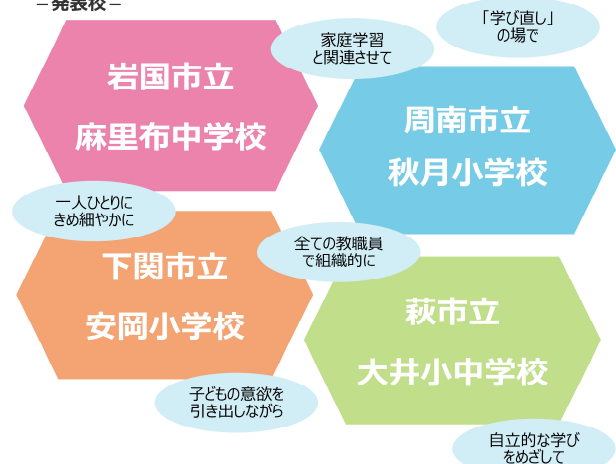 －発表校－
「学び直し」
の場で
家庭学習
と関連させて
岩国市立
麻里布中学校
周南市立
秋月小学校
一人ひとりに
きめ細やかに
全ての教職員
で組織的に
下関市立
安岡小学校
萩市立
大井小中学校
子どもの意欲を
引き出しながら
自立的な学び
をめざして